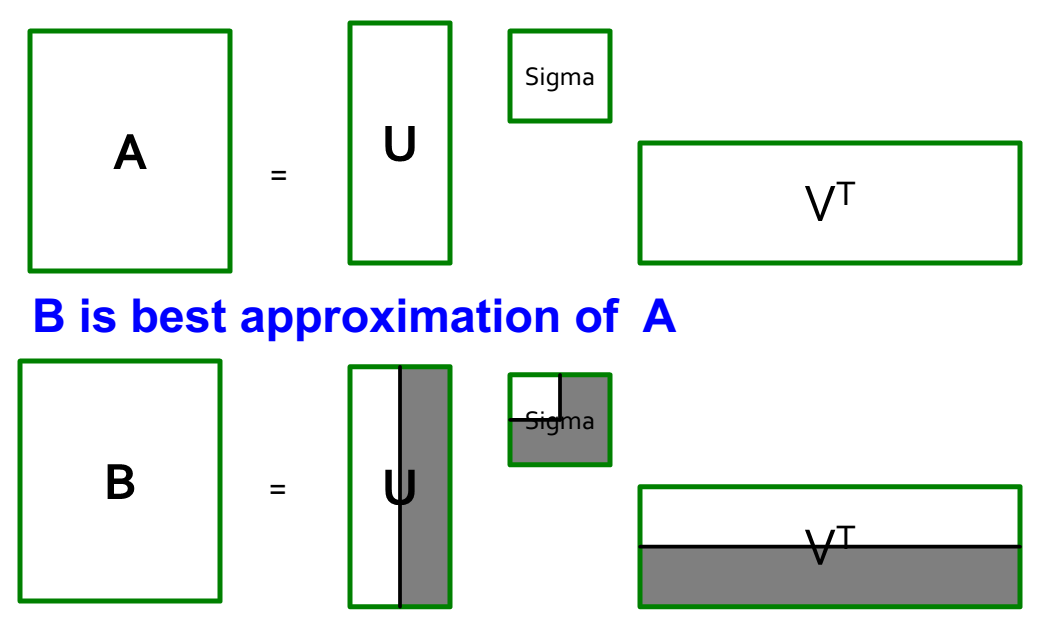 A = U Sigma V^T
B is best approximation of A
B = U Sigma V^T